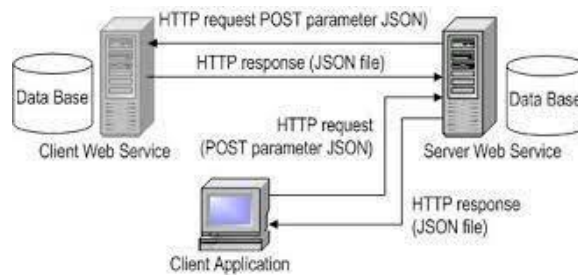 HTTP request POST parameter JSON)
HTTP response (JSON file)
Data Base
Data Base
Client Web Service
HTTP request
(POST parameter JSON)
Server Web Service
HTTP response
(JSON file)
Client Application